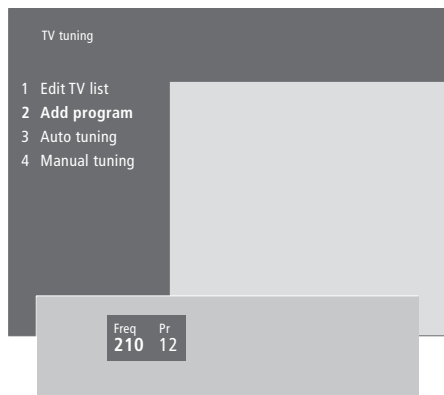 TV tuning
1 Edit TV list
2 Add program
3 Auto tuning
4 Manual tuning
Freq Pr
210 12